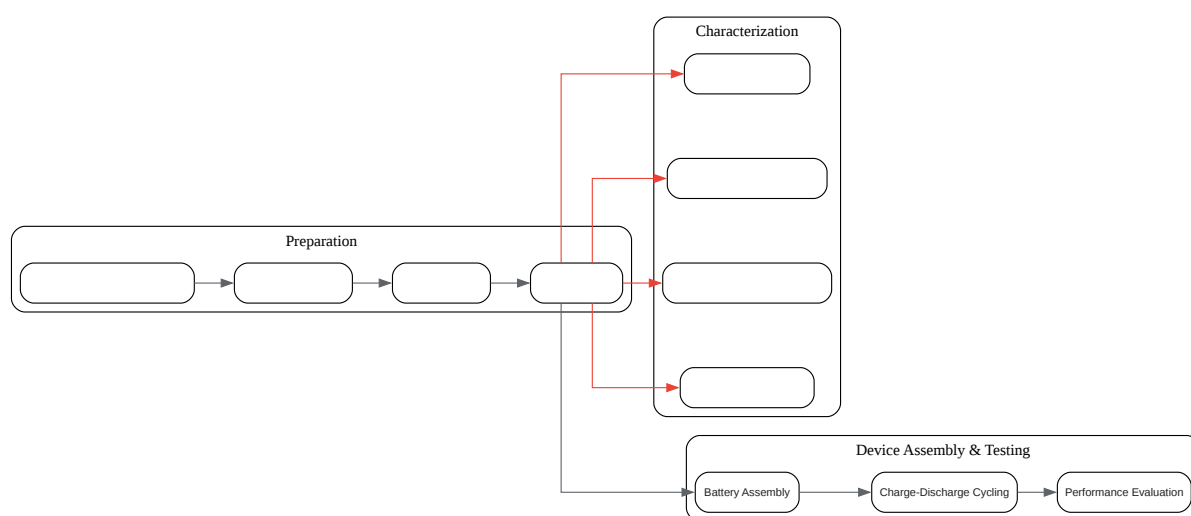 Characterization
Preparation
Device Assembly & Testing
Battery Assembly
Charge-Discharge Cycling
Performance Evaluation